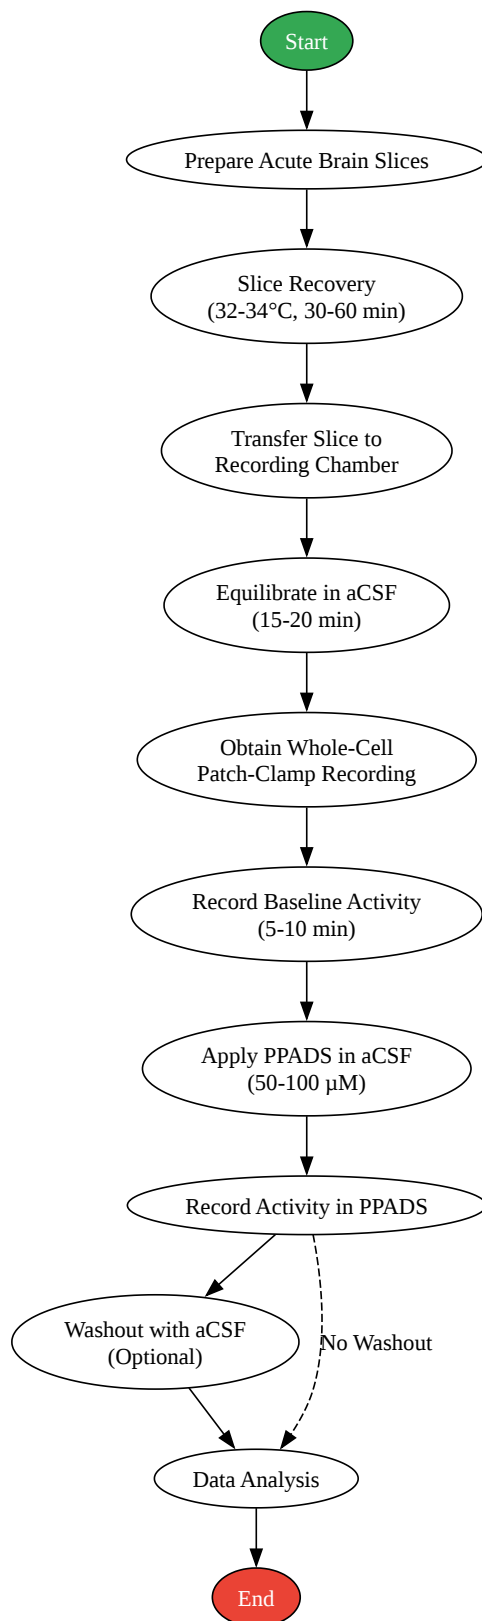 Start
Prepare Acute Brain Slices
Slice Recovery
(32-34°C, 30-60 min)
Transfer Slice to
Recording Chamber
Equilibrate in aCSF
(15-20 min)
Obtain Whole-Cell
Patch-Clamp Recording
Record Baseline Activity
(5-10 min)
Apply PPADS in aCSF
(50-100 µM)
Record Activity in PPADS
Washout with aCSF
(Optional)
No Washout
Data Analysis
End